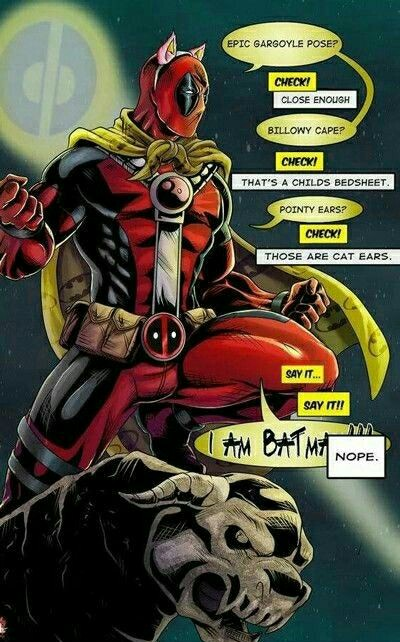 EPIC GARGOYLE POSE?
CHECK!
CLOSE ENOUGH
BILLOWY CAPE?
CHECK!
THAT'S A CHILDS BEDSHEET.
POINTY EARS?
CHECK!
THOSE ARE CAT EARS.
SAY IT...
SAY IT!!
I AM BATMA
NOPE.